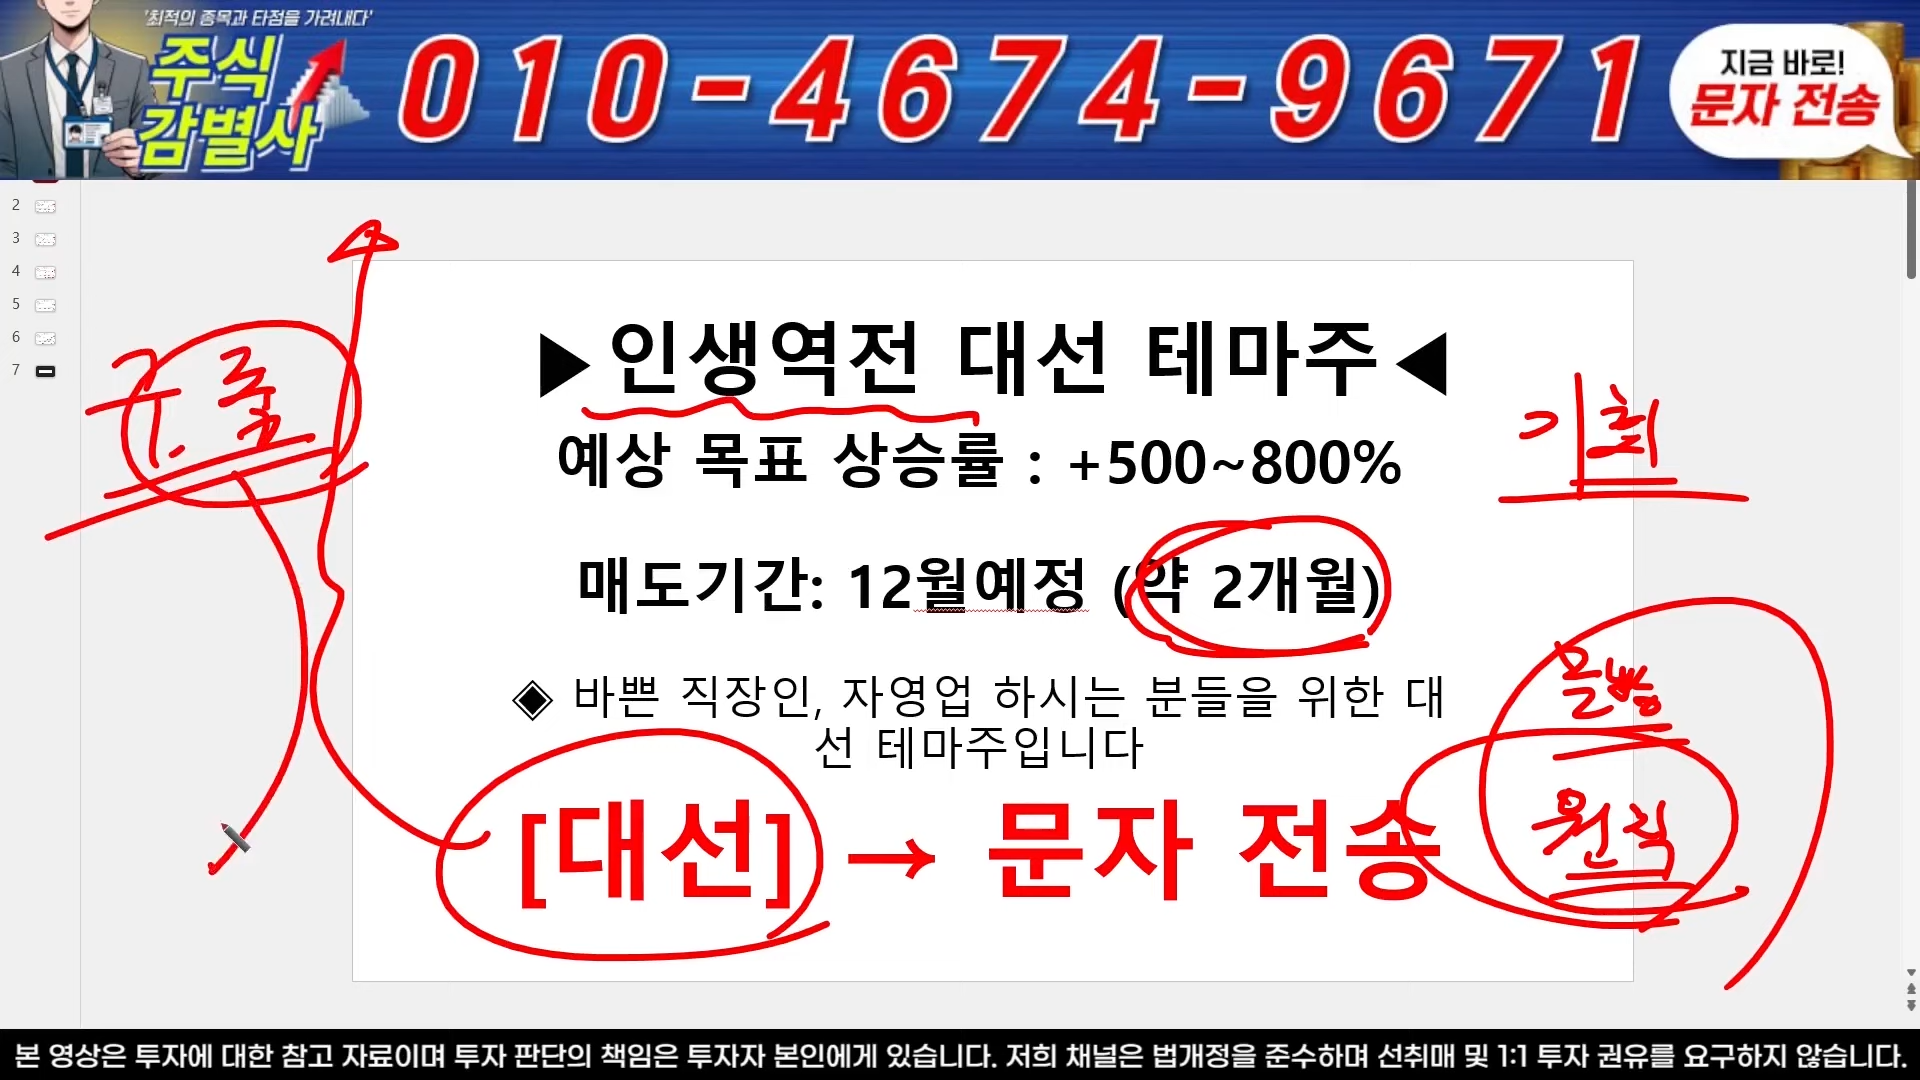 '최적의 종목과 타점을 가려내다'
주식
감별사
010-4674-9671
지금 바로!
문자 전송
2
3
4
5
6
7
▶인생역전 대선 테마주◀
예상 목표 상승률 : +500~800%
기회
매도기간: 12월예정 (약 2개월)
◈ 바쁜 직장인, 자영업 하시는 분들을 위한 대
선 테마주입니다
몰빵
원칙
[대선] → 문자 전송
본 영상은 투자에 대한 참고 자료이며 투자 판단의 책임은 투자자 본인에게 있습니다. 저희 채널은 법개정을 준수하며 선취매 및 1:1 투자 권유를 요구하지 않습니다.